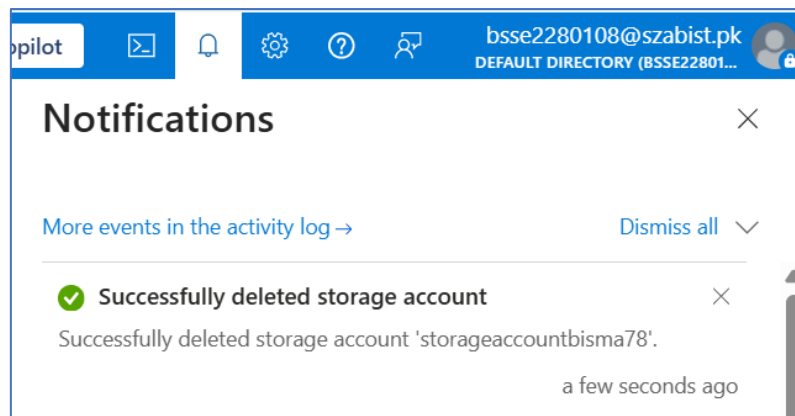 bsse2280108@szabist.pk
DEFAULT DIRECTORY (BSSE22801...
Notifications
More events in the activity log →
Dismiss all
Successfully deleted storage account
Successfully deleted storage account 'storageaccountbisma78'.
a few seconds ago